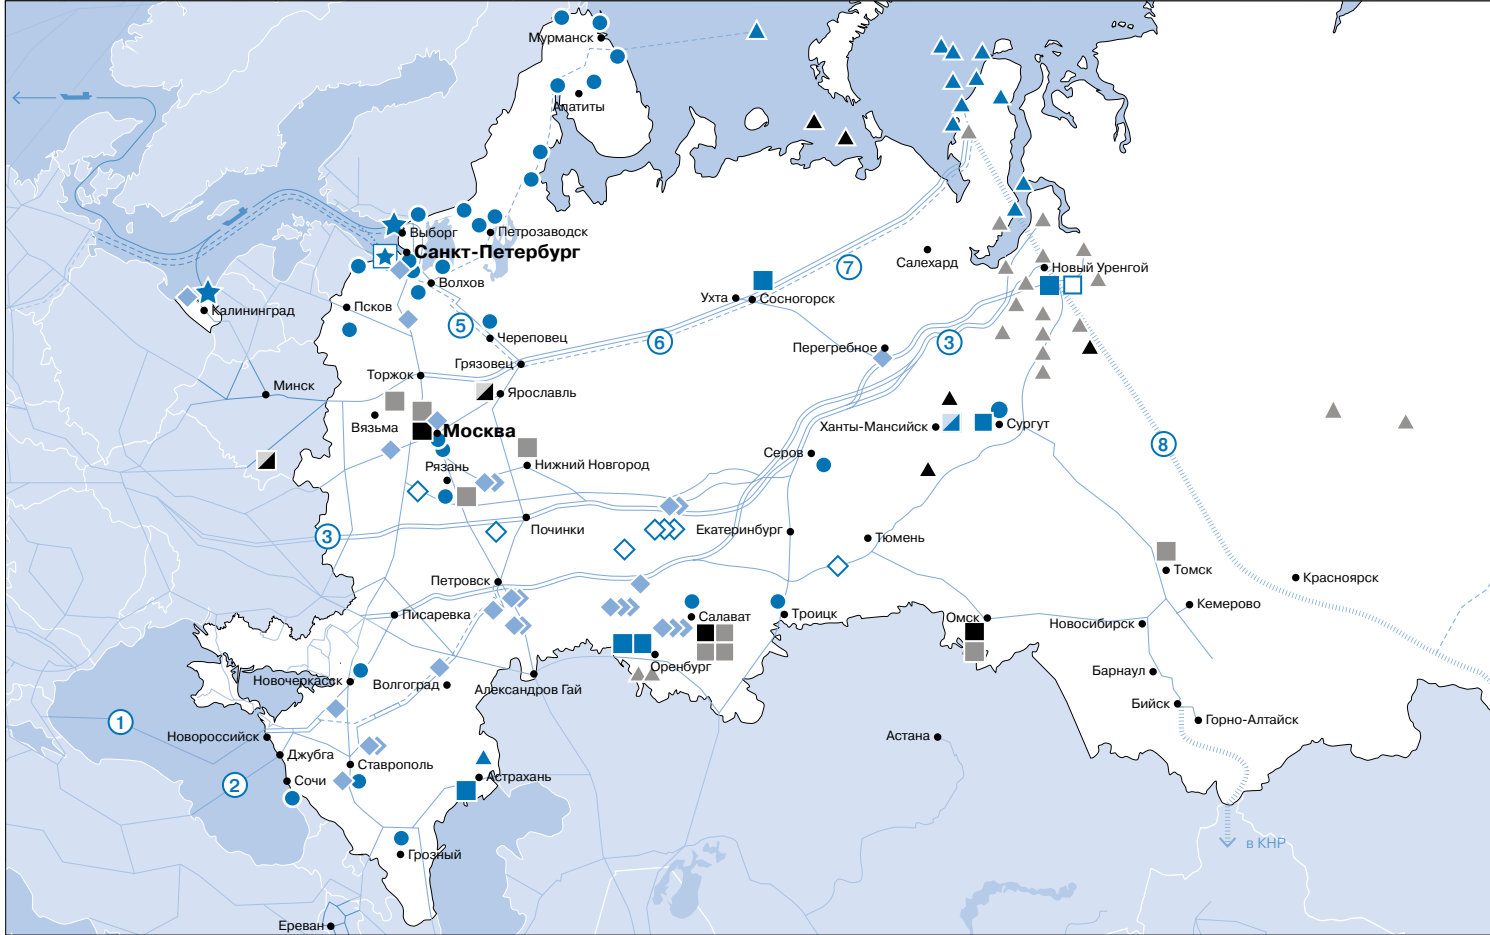 Мурманск
Апатиты
Выборг
Петрозаводск
Санкт-Петербург
Салехард
7
Новый Уренгой
Волхов
Ухта
Сосногорск
Калининград
Псков
5
Череповец
6
3
Перегребное
Грязовец
Торжок
Минск
Ярославль
Вязьма
Ханты-Мансийск
Сургут
Москва
8
Серов
Рязань
Нижний Новгород
3
Починки
Екатеринбург
Тюмень
Томск
Красноярск
Петровск
Кемерово
Писаревка
Салават
Троицк
Омск
Новосибирск
Оренбург
Барнаул
Новочеркасск
Волгоград
Александров Гай
Бийск
Горно-Алтайск
1
Новороссийск
Астана
Джубга
Ставрополь
Астрахань
2
Сочи
в КНР
Грозный
Ереван